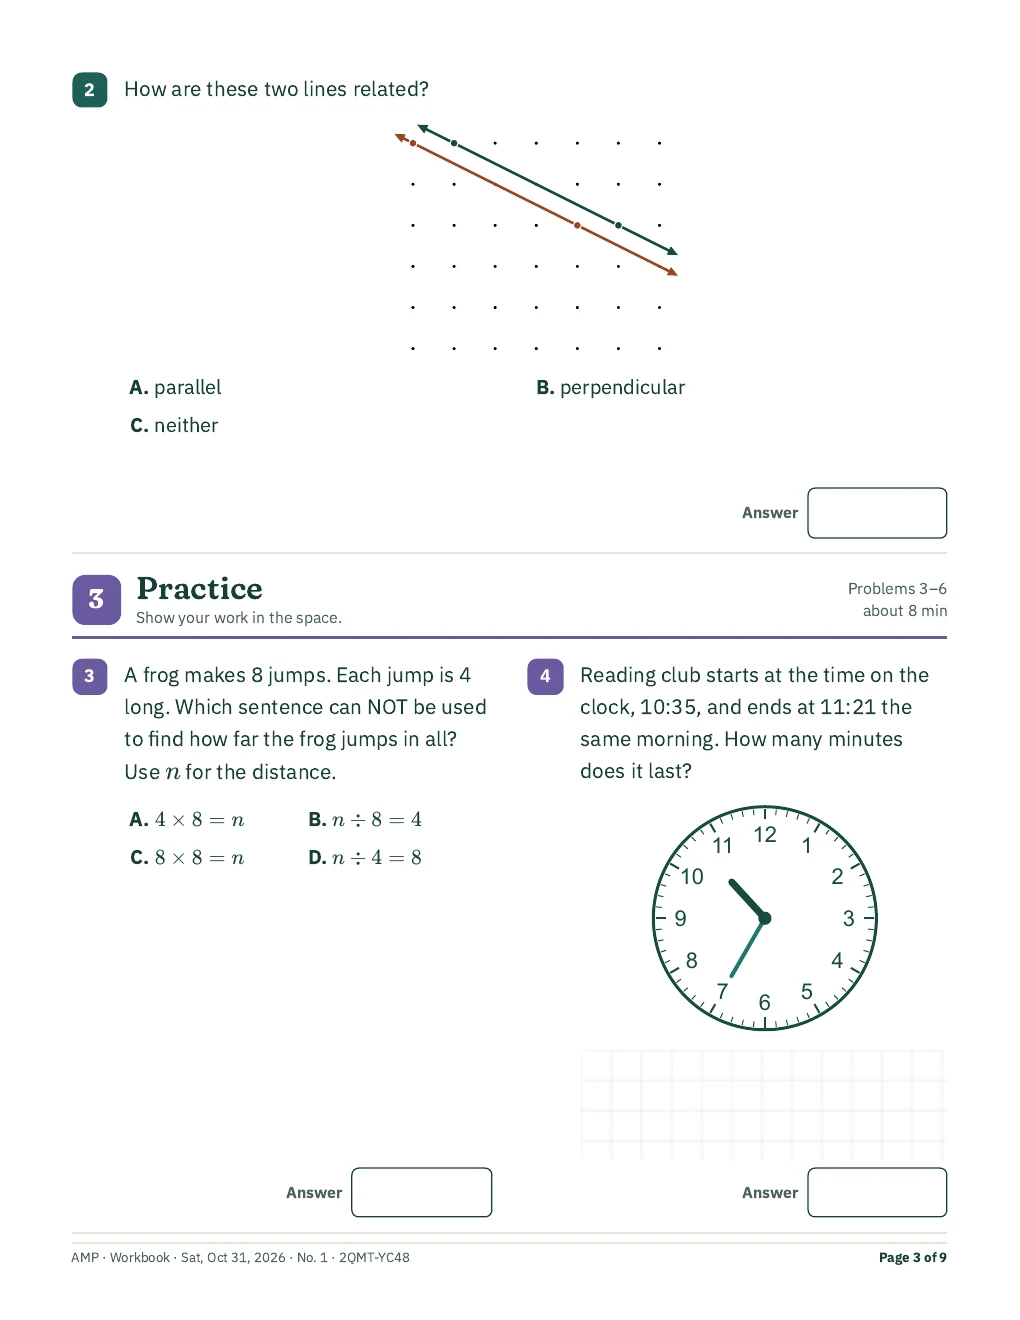 2
How are these two lines related?
A. parallel
B. perpendicular
C. neither
Answer
3
Practice
Show your work in the space.
Problems 3–6
about 8 min
3
A frog makes 8 jumps. Each jump is 4
long. Which sentence can NOT be used
to find how far the frog jumps in all?
Use n for the distance.
A. 4 × 8 = n
B. n ÷ 8 = 4
C. 8 × 8 = n
D. n ÷ 4 = 8
Answer
4
Reading club starts at the time on the
clock, 10:35, and ends at 11:21 the
same morning. How many minutes
does it last?
12
1
2
3
4
5
6
7
8
9
10
11
Answer
AMP · Workbook · Sat, Oct 31, 2026 · No. 1 · 2QMT-YC48
Page 3 of 9